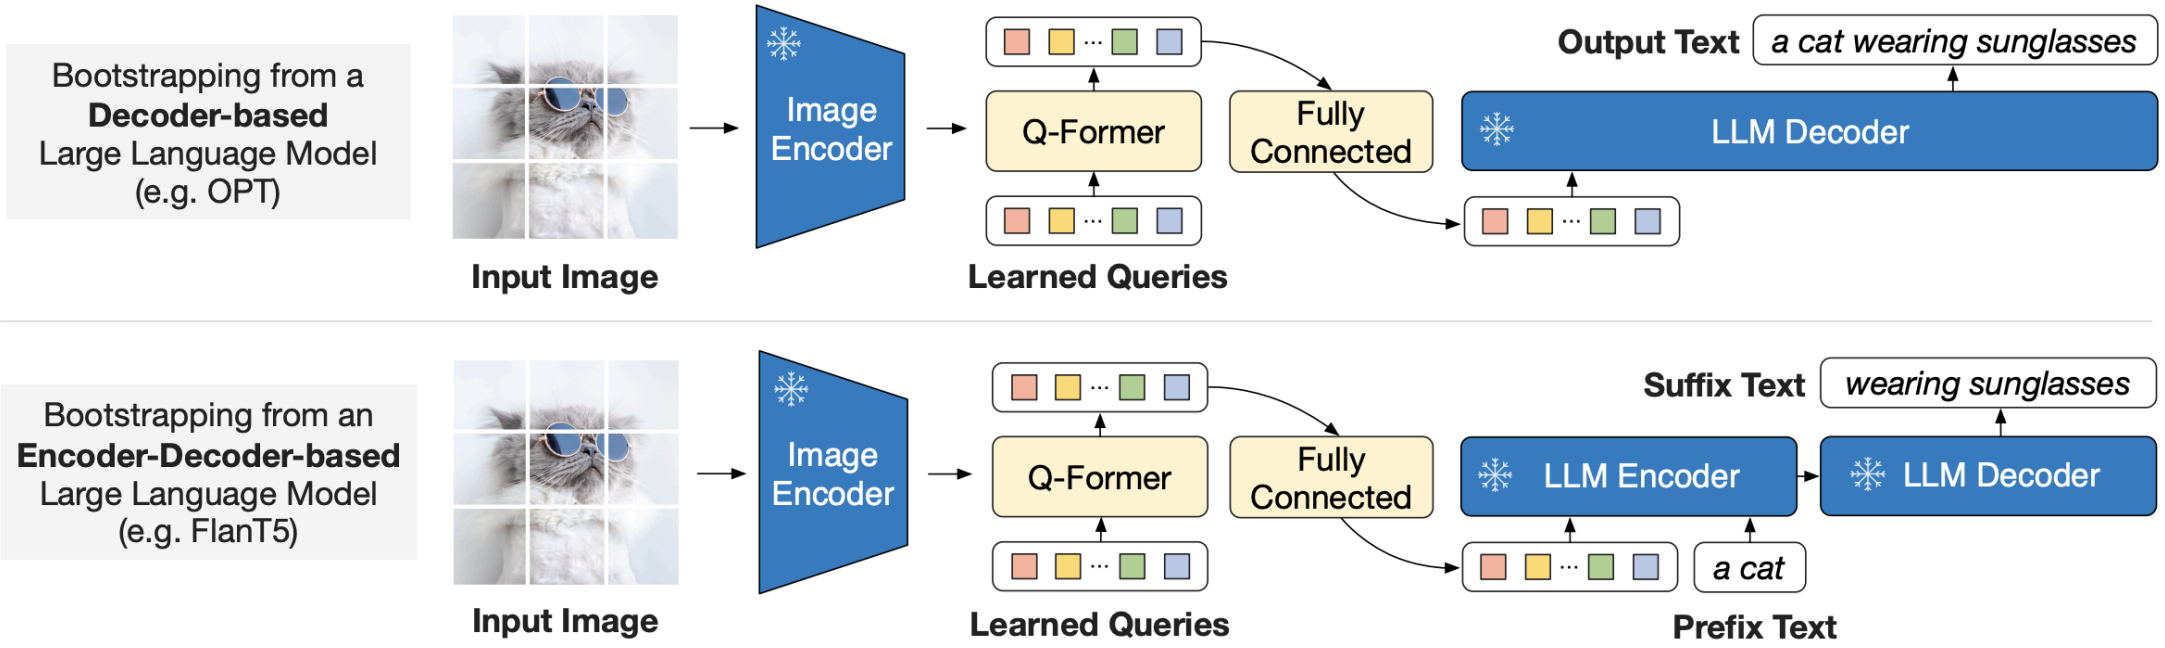 Bootstrapping from a
Decoder-based
Large Language Model
(e.g. OPT)
Input Image
Image
Encoder
...
Q-Former
...
Learned Queries
Fully
Connected
Output Text
a cat wearing sunglasses
LLM Decoder
...
Bootstrapping from an
Encoder-Decoder-based
Large Language Model
(e.g. FlanT5)
Input Image
Image
Encoder
...
Q-Former
...
Learned Queries
Fully
Connected
Suffix Text
wearing sunglasses
LLM Encoder
LLM Decoder
...
a cat
Prefix Text